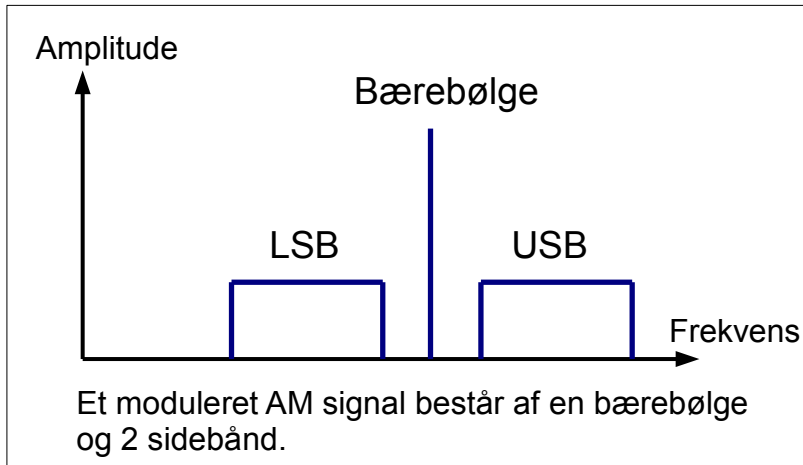 Amplitude
Bærebølge
LSB
USB
Frekvens
Et moduleret AM signal består af en bærebølge
og 2 sidebånd.